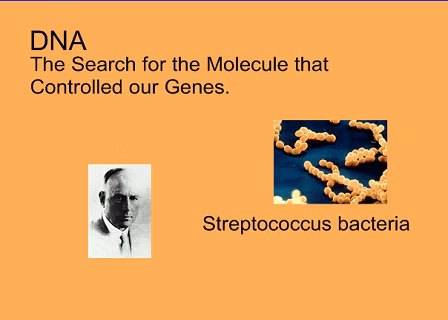 DNA
The Search for the Molecule that
Controlled our Genes.
Streptococcus bacteria